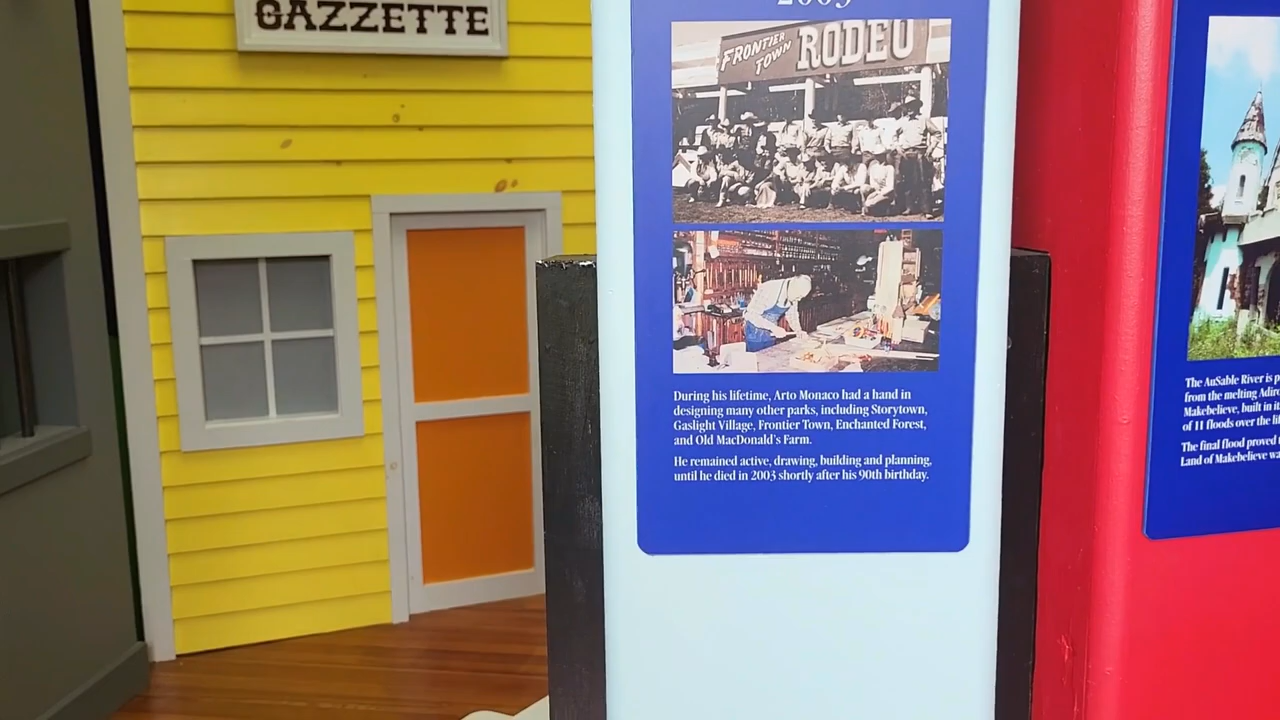 GAZZETTE
2003
FRONTIER
TOWN
RODEO
During his lifetime, Arto Monaco had a hand in
designing many other parks, including Storytown,
Gaslight Village, Frontier Town, Enchanted Forest,
and Old MacDonald's Farm.
He remained active, drawing, building and planning,
until he died in 2003 shortly after his 90th birthday.
The AuSable River is
from the melting
Makebelieve, built in
of 11 floods over the
The final flood proved
Land of Makebelieve